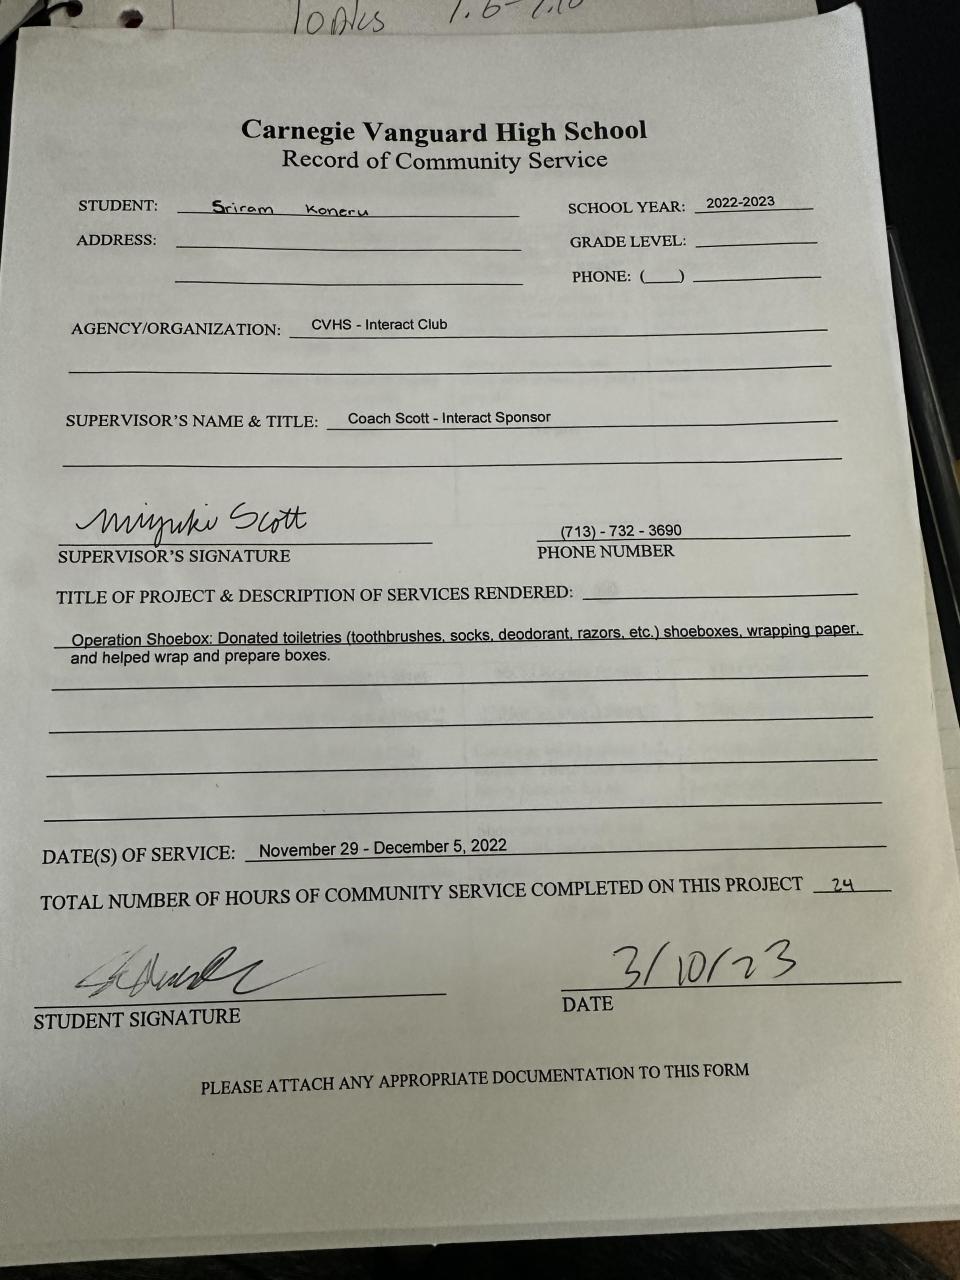 Topics 1.6-1.10
Carnegie Vanguard High School
Record of Community Service
STUDENT: Sriram Koneru SCHOOL YEAR: 2022-2023
ADDRESS: GRADE LEVEL:
PHONE: ( )
AGENCY/ORGANIZATION: CVHS - Interact Club
SUPERVISOR'S NAME & TITLE: Coach Scott - Interact Sponsor
Miyuki Scott (713) - 732 - 3690
SUPERVISOR'S SIGNATURE PHONE NUMBER
TITLE OF PROJECT & DESCRIPTION OF SERVICES RENDERED:
Operation Shoebox: Donated toiletries (toothbrushes, socks, deodorant, razors, etc.) shoeboxes, wrapping paper,
and helped wrap and prepare boxes.
DATE(S) OF SERVICE: November 29 - December 5, 2022
TOTAL NUMBER OF HOURS OF COMMUNITY SERVICE COMPLETED ON THIS PROJECT 24
3/10/23
STUDENT SIGNATURE DATE
PLEASE ATTACH ANY APPROPRIATE DOCUMENTATION TO THIS FORM